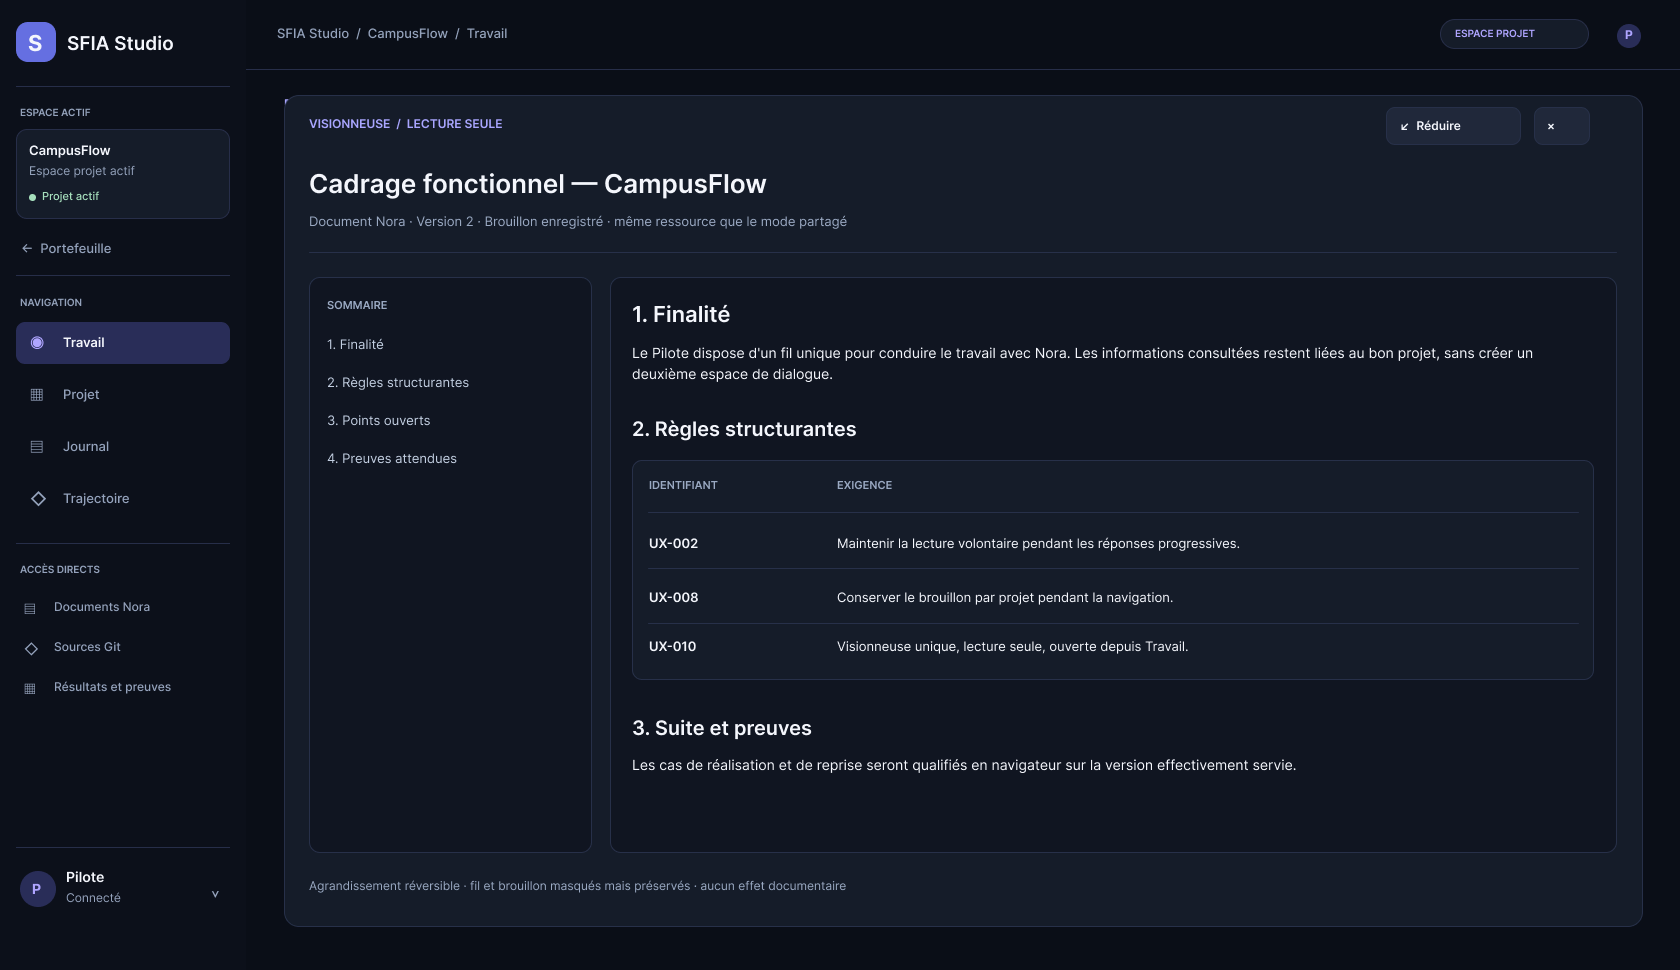 S SFIA Studio
ESPACE ACTIF
CampusFlow
Espace projet actif
Projet actif
← Portefeuille
NAVIGATION
Travail
Projet
Journal
Trajectoire
ACCÈS DIRECTS
Documents Nora
Sources Git
Résultats et preuves
P Pilote
Connecté
SFIA Studio / CampusFlow / Travail
ESPACE PROJET
P
VISIONNEUSE / LECTURE SEULE
↙ Réduire
×
Cadrage fonctionnel — CampusFlow
Document Nora · Version 2 · Brouillon enregistré · même ressource que le mode partagé
SOMMAIRE
1. Finalité
2. Règles structurantes
3. Points ouverts
4. Preuves attendues
1. Finalité
Le Pilote dispose d'un fil unique pour conduire le travail avec Nora. Les informations consultées restent liées au bon projet, sans créer un
deuxième espace de dialogue.
2. Règles structurantes
IDENTIFIANT EXIGENCE
UX-002 Maintenir la lecture volontaire pendant les réponses progressives.
UX-008 Conserver le brouillon par projet pendant la navigation.
UX-010 Visionneuse unique, lecture seule, ouverte depuis Travail.
3. Suite et preuves
Les cas de réalisation et de reprise seront qualifiés en navigateur sur la version effectivement servie.
Agrandissement réversible · fil et brouillon masqués mais préservés · aucun effet documentaire